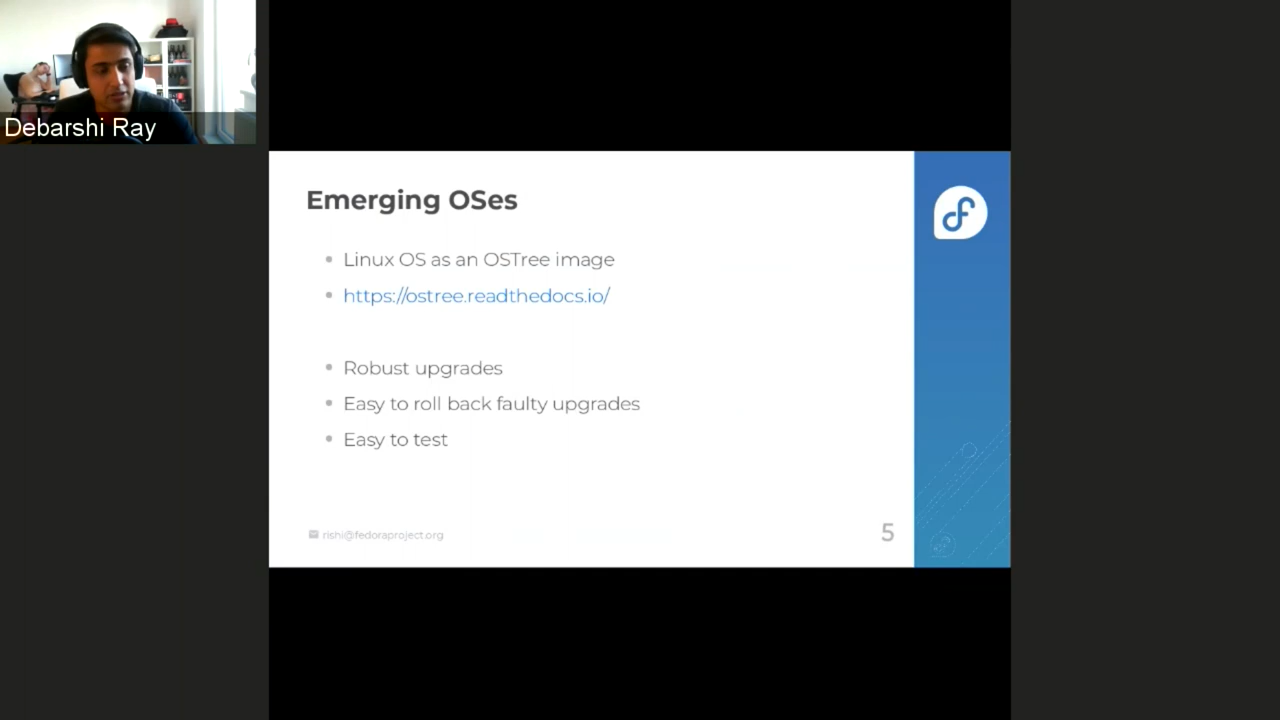 Debarshi Ray
Emerging OSes
Linux OS as an OSTree image
https://ostree.readthedocs.io/
Robust upgrades
Easy to roll back faulty upgrades
Easy to test
rishi@fedoraproject.org
5